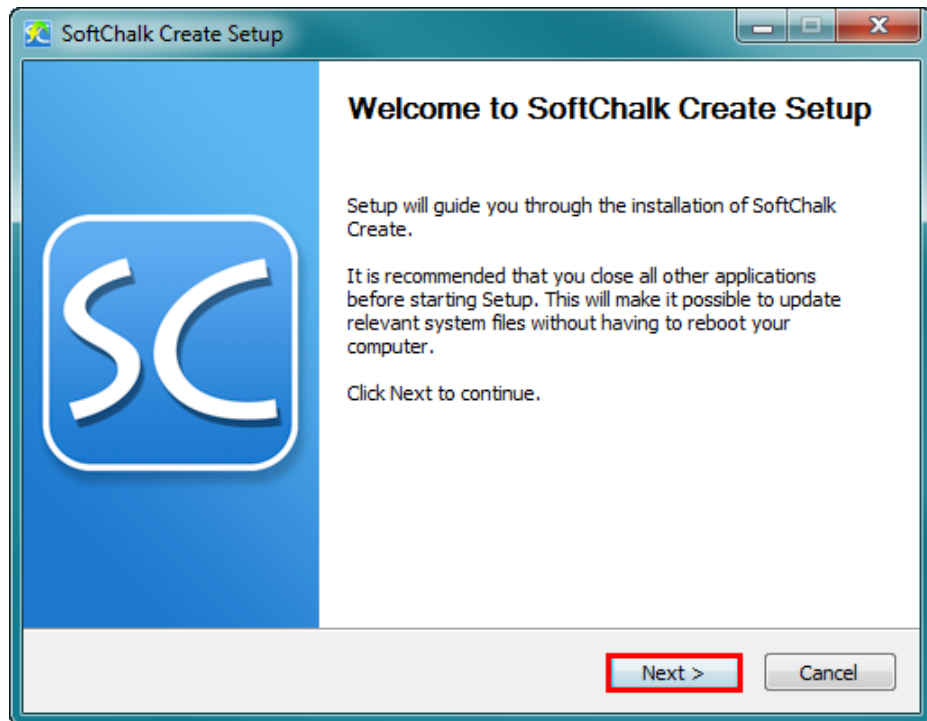 SoftChalk Create Setup
X
Welcome to SoftChalk Create Setup
Setup will guide you through the installation of SoftChalk
Create.
It is recommended that you close all other applications
before starting Setup. This will make it possible to update
relevant system files without having to reboot your
computer.
Click Next to continue.
SC
Next >
Cancel